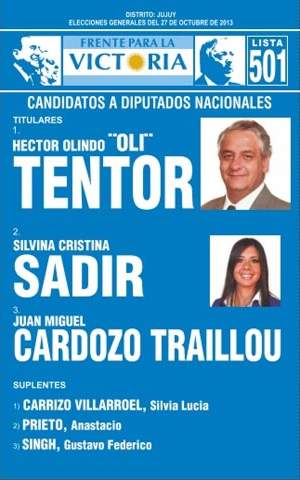 DISTRITO: JUJUY
ELECCIONES GENERALES DEL 27 DE OCTUBRE DE 2013
FRENTE PARA LA
VICTORIA
LISTA
501
CANDIDATOS A DIPUTADOS NACIONALES
TITULARES
1.
HECTOR OLINDO ¨OLI¨
TENTOR
2.
SILVINA CRISTINA
SADIR
3.
JUAN MIGUEL
CARDOZO TRAILLOU
SUPLENTES
1) CARRIZO VILLARROEL, Silvia Lucia
2) PRIETO, Anastacio
3) SINGH, Gustavo Federico